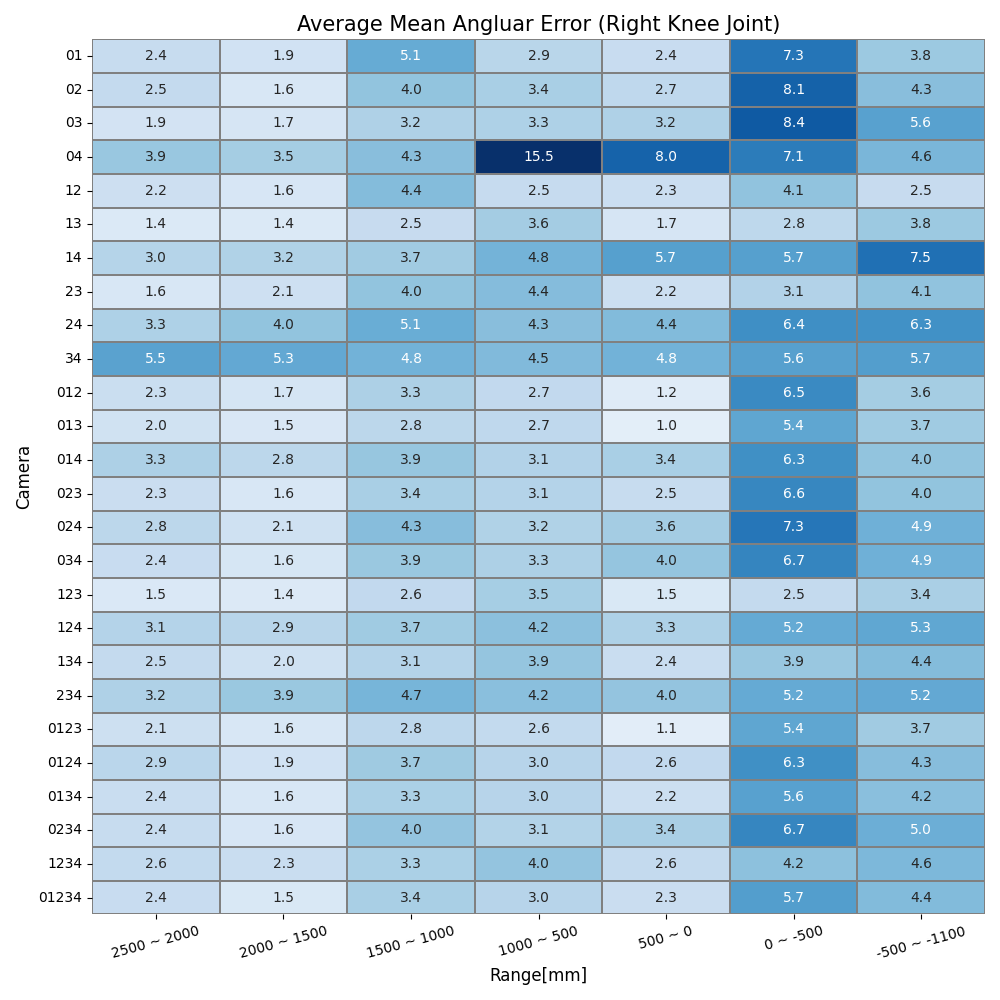 Average Mean Angluar Error (Right Knee Joint)
01 2.4 1.9 5.1 2.9 2.4 7.3 3.8
02 2.5 1.6 4.0 3.4 2.7 8.1 4.3
03 1.9 1.7 3.2 3.3 3.2 8.4 5.6
04 3.9 3.5 4.3 15.5 8.0 7.1 4.6
12 2.2 1.6 4.4 2.5 2.3 4.1 2.5
13 1.4 1.4 2.5 3.6 1.7 2.8 3.8
14 3.0 3.2 3.7 4.8 5.7 5.7 7.5
23 1.6 2.1 4.0 4.4 2.2 3.1 4.1
24 3.3 4.0 5.1 4.3 4.4 6.4 6.3
34 5.5 5.3 4.8 4.5 4.8 5.6 5.7
012 2.3 1.7 3.3 2.7 1.2 6.5 3.6
013 2.0 1.5 2.8 2.7 1.0 5.4 3.7
014 3.3 2.8 3.9 3.1 3.4 6.3 4.0
023 2.3 1.6 3.4 3.1 2.5 6.6 4.0
024 2.8 2.1 4.3 3.2 3.6 7.3 4.9
034 2.4 1.6 3.9 3.3 4.0 6.7 4.9
123 1.5 1.4 2.6 3.5 1.5 2.5 3.4
124 3.1 2.9 3.7 4.2 3.3 5.2 5.3
134 2.5 2.0 3.1 3.9 2.4 3.9 4.4
234 3.2 3.9 4.7 4.2 4.0 5.2 5.2
0123 2.1 1.6 2.8 2.6 1.1 5.4 3.7
0124 2.9 1.9 3.7 3.0 2.6 6.3 4.3
0134 2.4 1.6 3.3 3.0 2.2 5.6 4.2
0234 2.4 1.6 4.0 3.1 3.4 6.7 5.0
1234 2.6 2.3 3.3 4.0 2.6 4.2 4.6
01234 2.4 1.5 3.4 3.0 2.3 5.7 4.4
Camera
2500 ~ 2000 2000 ~ 1500 1500 ~ 1000 1000 ~ 500 500 ~ 0 0 ~ -500 -500 ~ -1100
Range[mm]